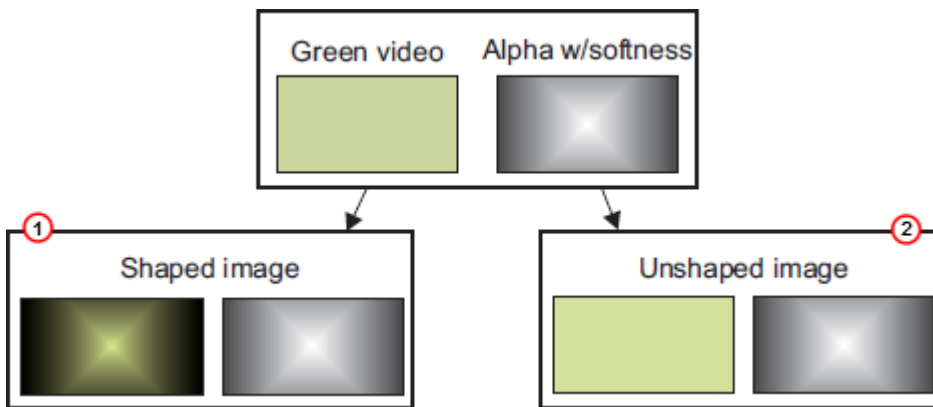 Green video
Alpha w/softness
1
2
Shaped image
Unshaped image